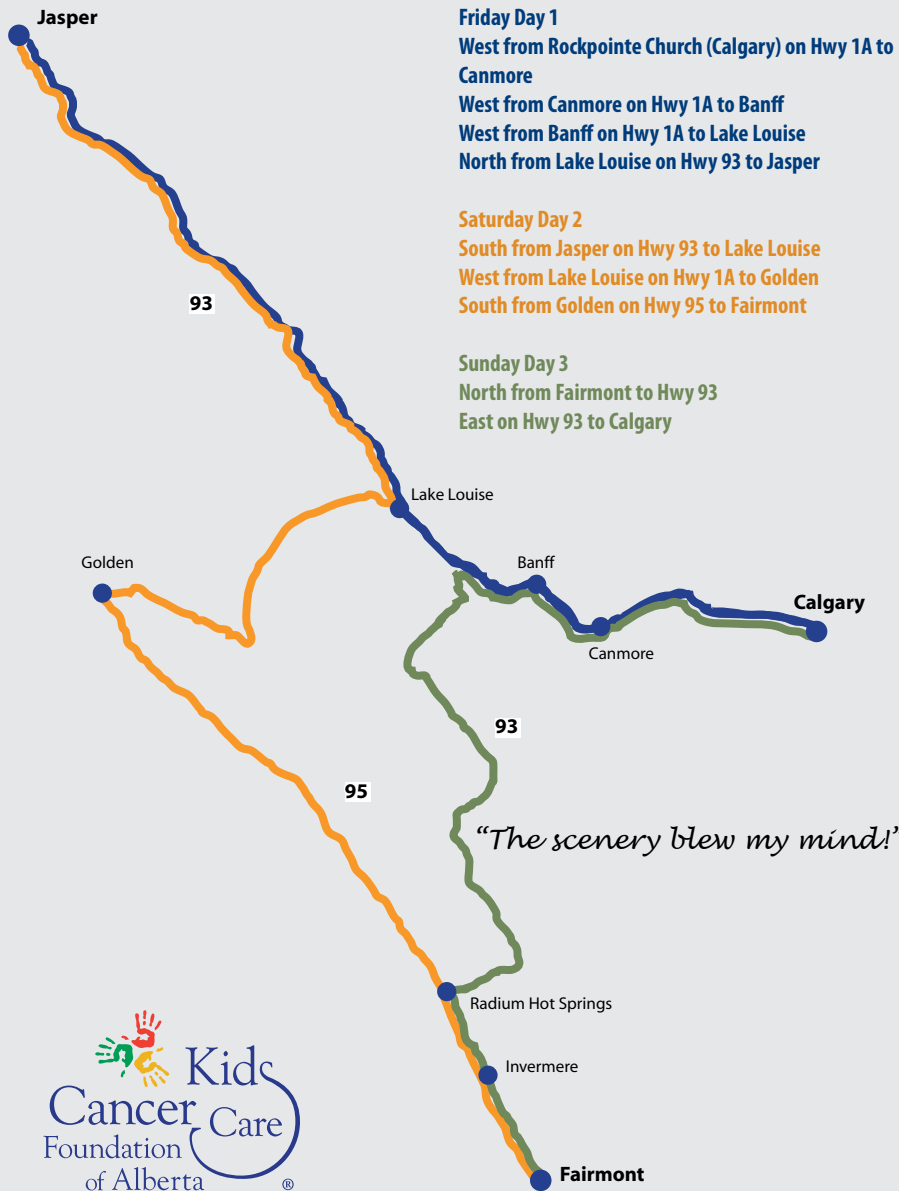 Jasper
Friday Day 1
West from Rockpointe Church (Calgary) on Hwy 1A to
Canmore
West from Canmore on Hwy 1A to Banff
West from Banff on Hwy 1A to Lake Louise
North from Lake Louise on Hwy 93 to Jasper
Saturday Day 2
South from Jasper on Hwy 93 to Lake Louise
West from Lake Louise on Hwy 1A to Golden
South from Golden on Hwy 95 to Fairmont
93
Sunday Day 3
North from Fairmont to Hwy 93
East on Hwy 93 to Calgary
Lake Louise
Golden
Banff
Calgary
Canmore
93
95
“The scenery blew my mind!”
Radium Hot Springs
Invermere
Kids
Cancer Care
Foundation
of Alberta ®
Fairmont